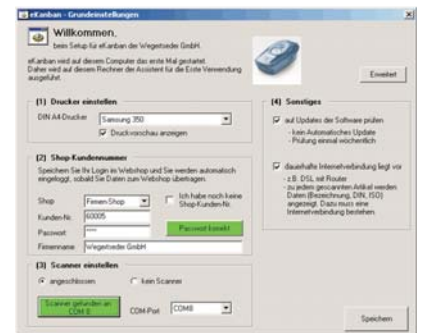 eKanban - Grundeinstellungen
Willkommen,
beim Setup für eKanban der Wegertseder GmbH.
eKanban wird auf diesem Computer das erste Mal gestartet.
Daher wird auf diesem Rechner der Assistent für die Erste Verwendung
ausgeführt.
Erweitert
(1) Drucker einstellen
DIN A4-Drucker
Samsung 350
Druckvorschau anzeigen
(2) Shop-Kundennummer
Speichern Sie Ihr Login im Shop und Sie werden automatisch
eingeloggt, sobald Sie Daten zum Webshop übertragen.
Shop
Firmen-Shop
Ich habe noch keine
Shop-Kunden-Nr.
Kunden-Nr.
60005
Passwort
****
Passwort korrekt
Firmenname
Wegertseder GmbH
(3) Scanner einstellen
angeschlossen
kein Scanner
Scanner gefunden an
COM 8
COM-Port
COM8
(4) Sonstiges
auf Updates der Software prüfen
- kein Automatisches Update
- Prüfung einmal wöchentlich
dauerhafte Internetverbindung liegt vor
- z.B. DSL mit Router
- zu jedem gescannten Artikel werden
Daten (Bezeichnung, DIN, ISO)
angezeigt. Dazu muss eine
Internetverbindung bestehen.
Speichern